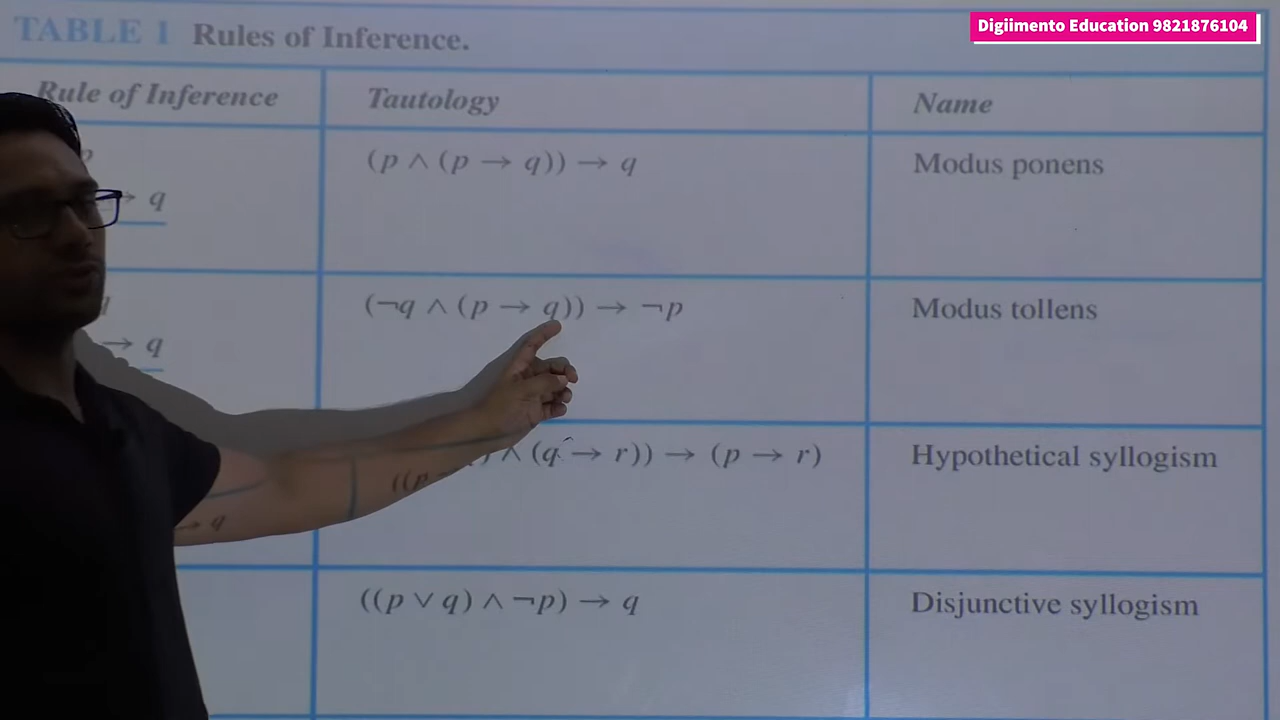 Digiimento Education 9821876104
TABLE 1 Rules of Inference.
Rule of Inference
Tautology
Name
p
→ q
(p ∧ (p → q)) → q
Modus ponens
→ q
(¬q ∧ (p → q)) → ¬p
Modus tollens
→ q
((p ∧ (q → r)) → (p → r)
Hypothetical syllogism
((p ∨ q) ∧ ¬p) → q
Disjunctive syllogism